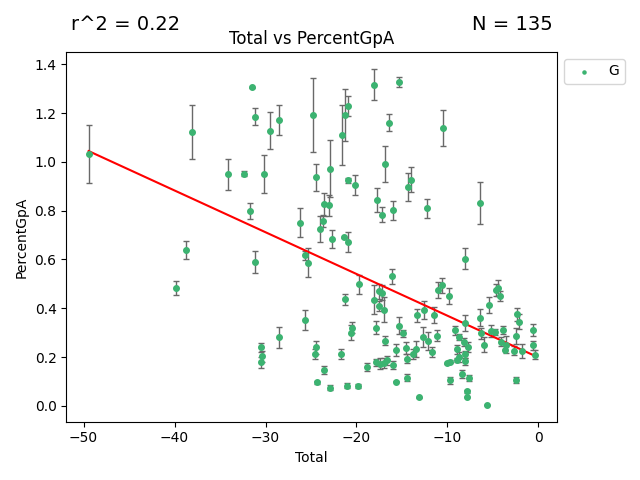 r^2 = 0.22
N = 135
Total vs PercentGpA
G
PercentGpA
1.4
1.2
1.0
0.8
0.6
0.4
0.2
0.0
−50 −40 −30 −20 −10 0
Total